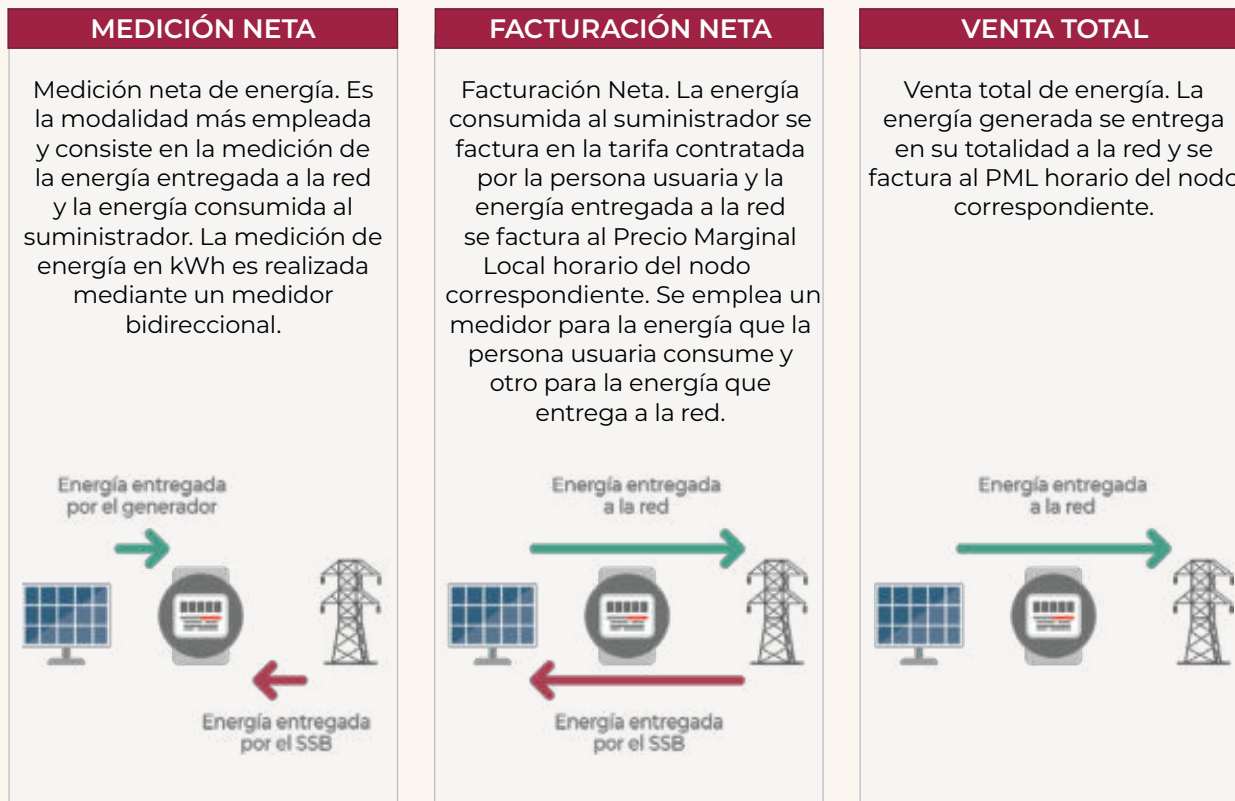 MEDICIÓN NETA
Medición neta de energía. Es
la modalidad más empleada
y consiste en la medición de
la energía entregada a la red
y la energía consumida al
suministrador. La medición de
energía en kWh es realizada
mediante un medidor
bidireccional.
Energía entregada
por el generador
Energía entregada
por el SSB
FACTURACIÓN NETA
Facturación Neta. La energía
consumida al suministrador se
factura en la tarifa contratada
por la persona usuaria y la
energía entregada a la red
se factura al Precio Marginal
Local horario del nodo
correspondiente. Se emplea un
medidor para la energía que la
persona usuaria consume y
otro para la energía que
entrega a la red.
Energía entregada
a la red
Energía entregada
por el SSB
VENTA TOTAL
Venta total de energía. La
energía generada se entrega
en su totalidad a la red y se
factura al PML horario del nodo
correspondiente.
Energía entregada
a la red